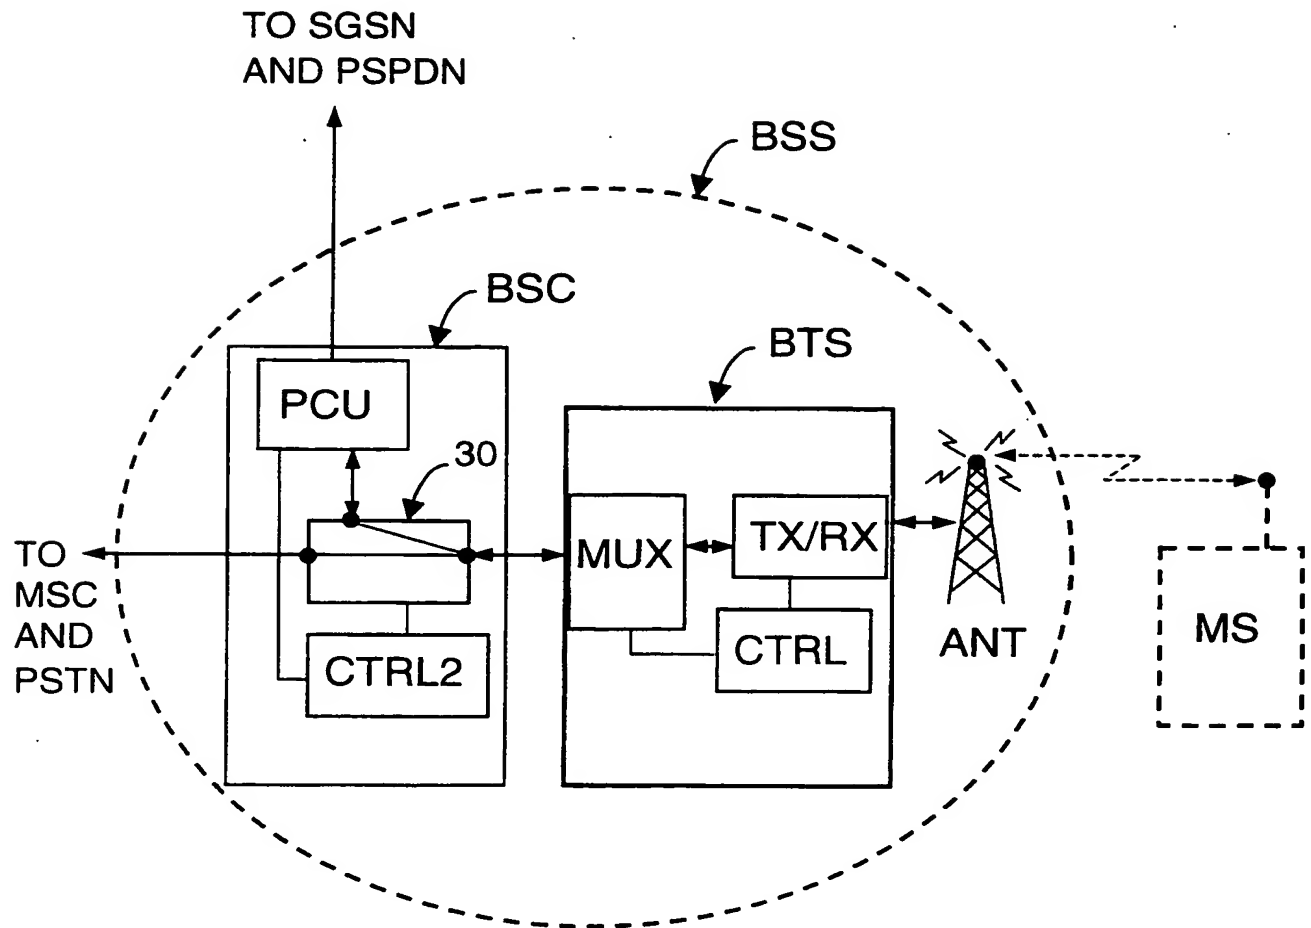 TO SGSN
AND PSPDN
BSS
BSC
BTS
PCU
30
TO
MSC
AND
PSTN
MUX
TX/RX
CTRL2
CTRL
ANT
MS